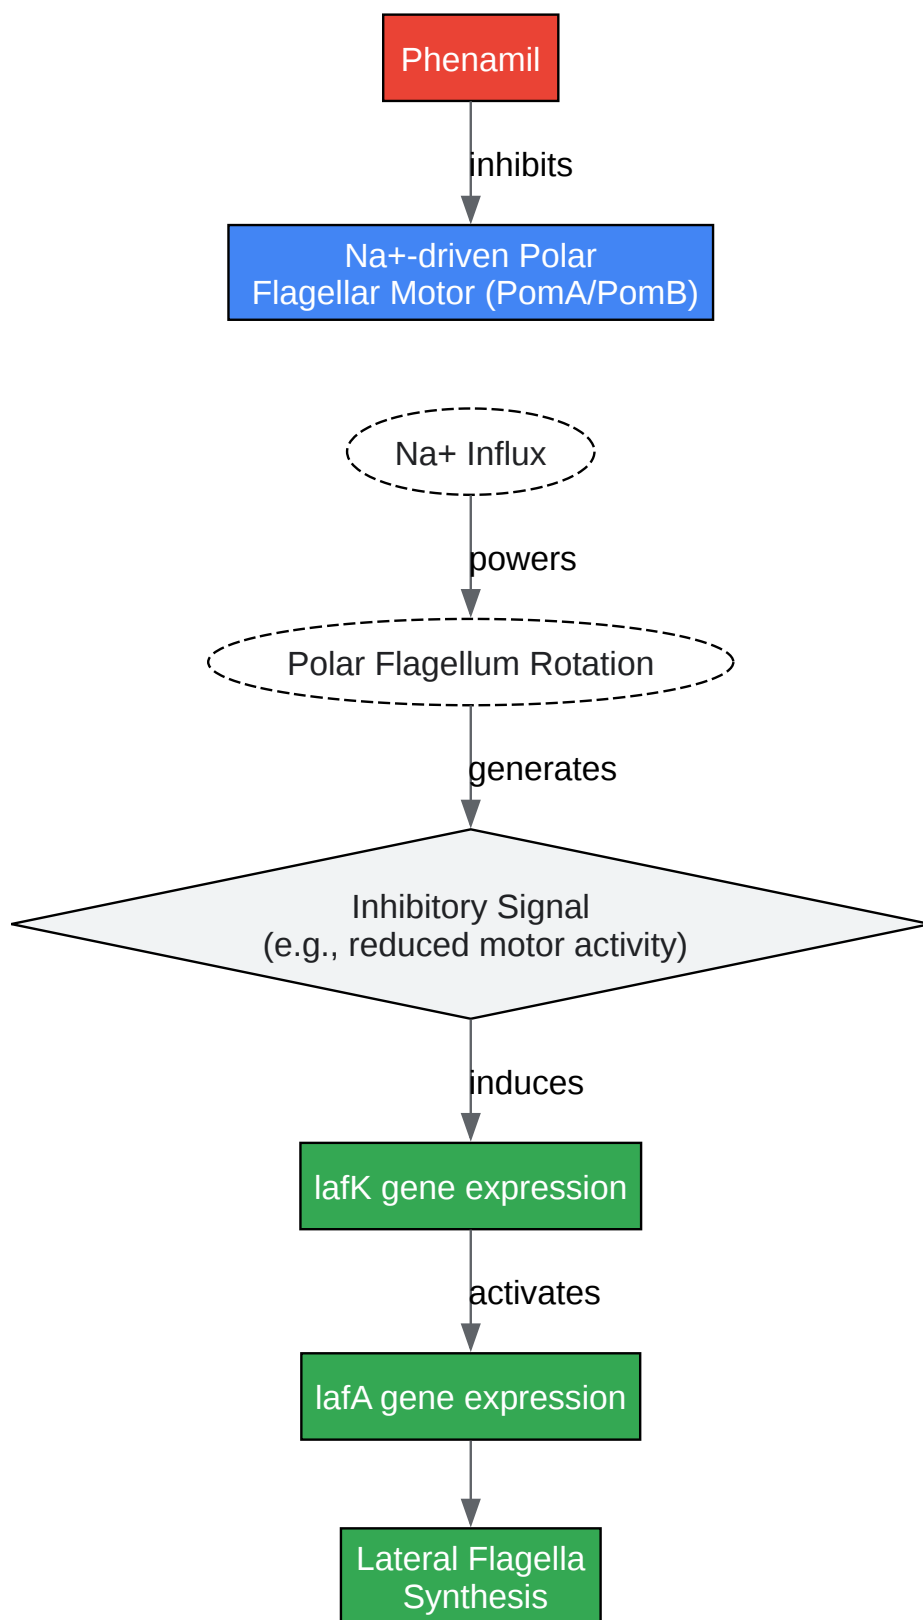 Phenamil
inhibits
Na+-driven Polar
Flagellar Motor (PomA/PomB)
Na+ Influx
powers
Polar Flagellum Rotation
generates
Inhibitory Signal
(e.g., reduced motor activity)
induces
lafK gene expression
activates
lafA gene expression
Lateral Flagella
Synthesis